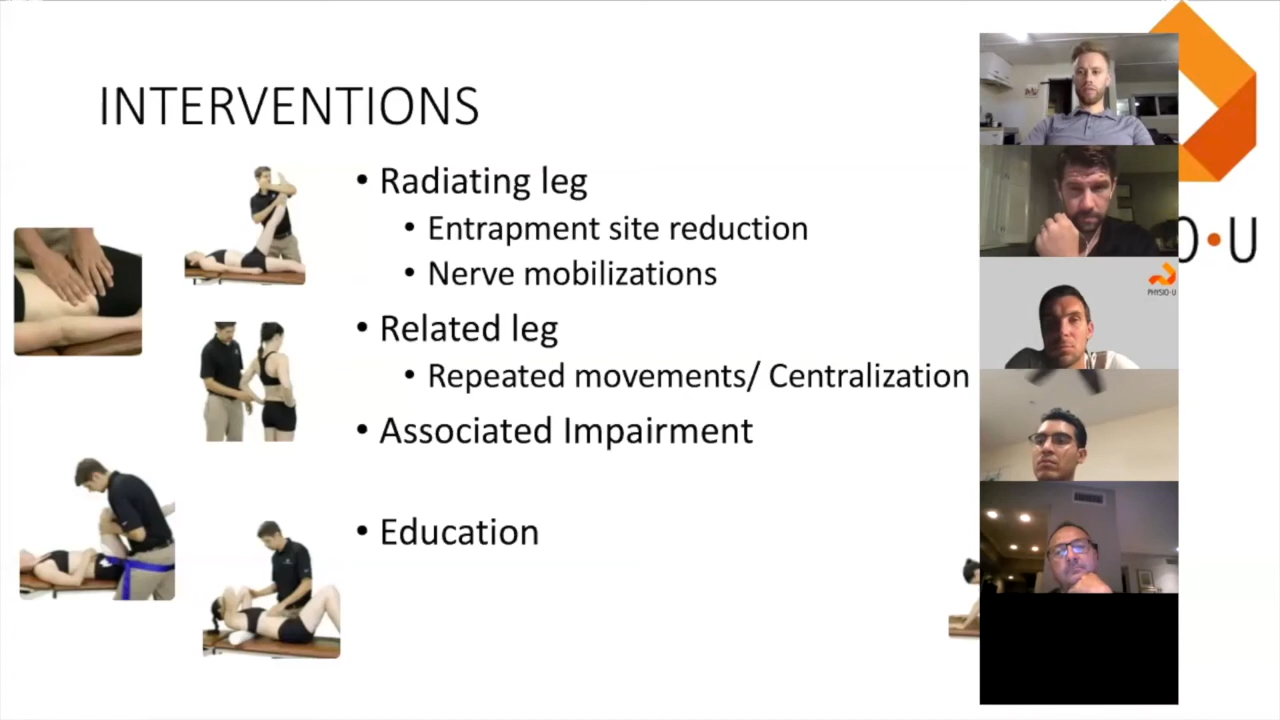 INTERVENTIONS
• Radiating leg
• Entrapment site reduction
• Nerve mobilizations
• Related leg
• Repeated movements/ Centralization
• Associated Impairment
• Education
PHYSIO•U
O•U